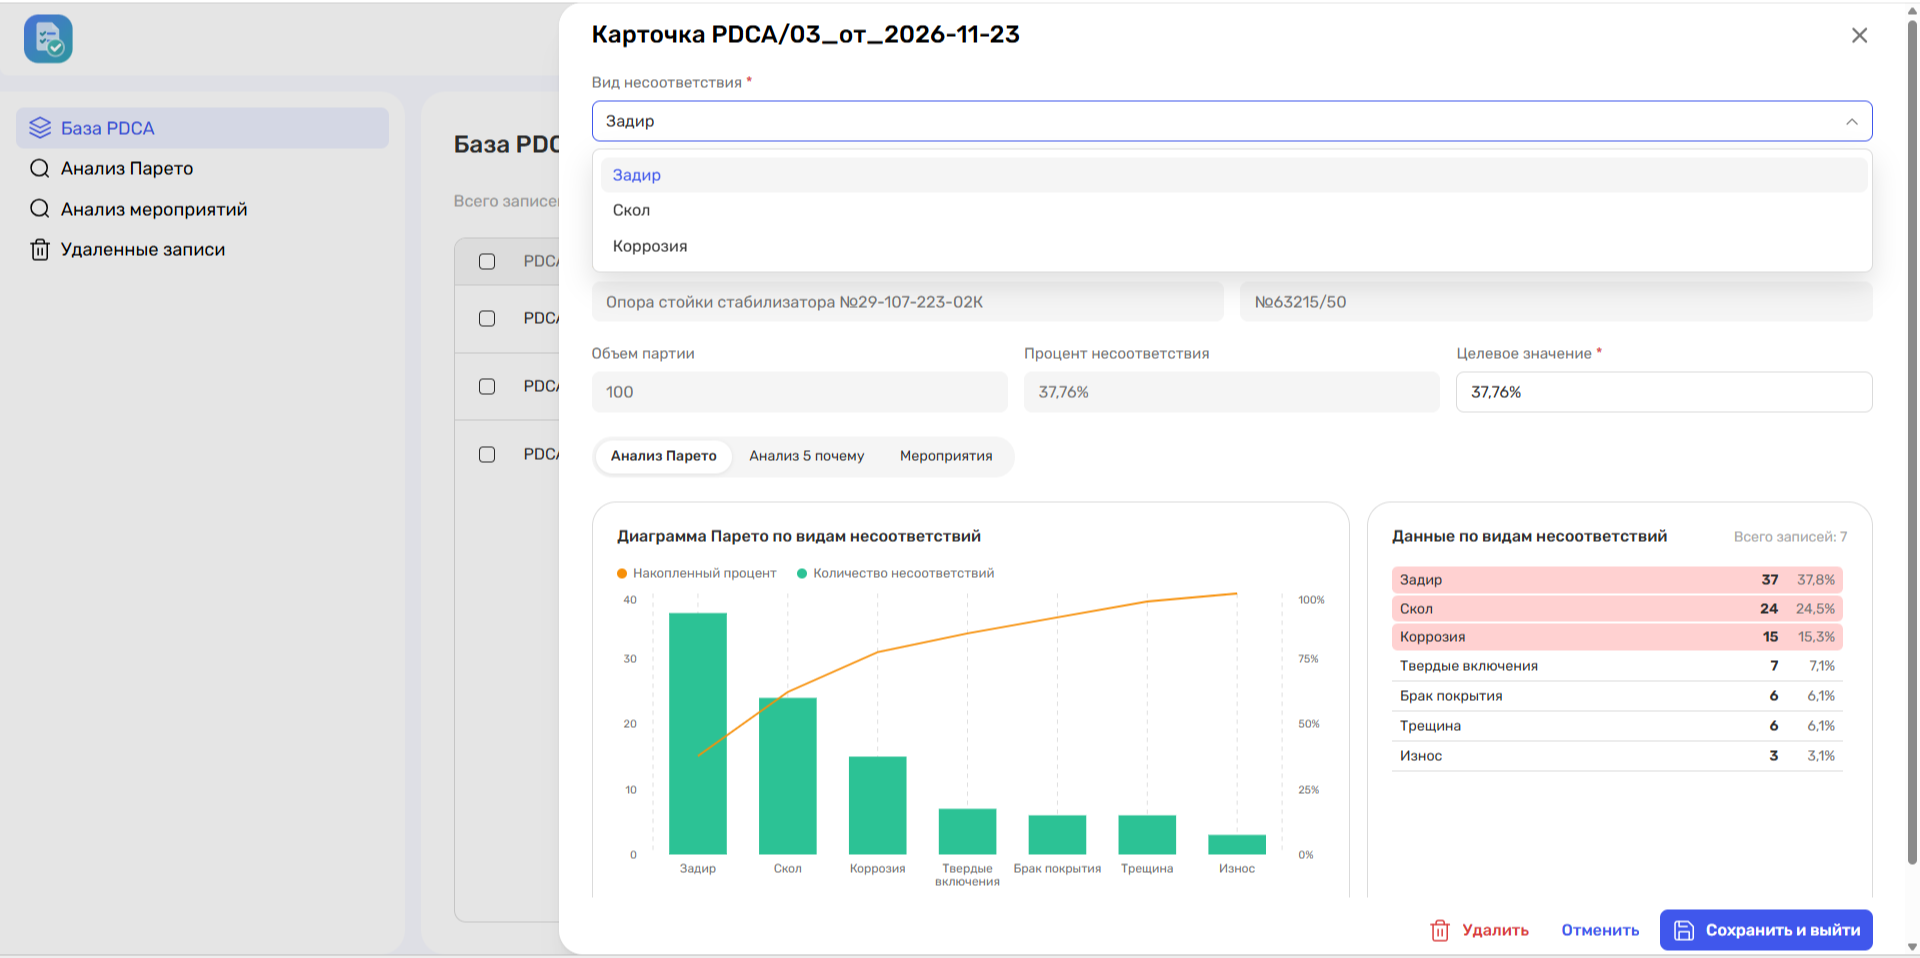 База PDCA
Анализ Парето
Анализ мероприятий
Удаленные записи
База PDC
Всего записей
PDCA
PDCA
PDCA
PDCA
Карточка PDCA/03_от_2026-11-23
Вид несоответствия *
Задир
Задир
Скол
Коррозия
Опора стойки стабилизатора №29-107-223-02К
№63215/50
Объем партии
Процент несоответствия
Целевое значение *
100
37,76%
37,76%
Анализ Парето
Анализ 5 почему
Мероприятия
Диаграмма Парето по видам несоответствий
Накопленный процент
Количество несоответствий
40
30
20
10
0
100%
75%
50%
25%
0%
Задир
Скол
Коррозия
Твердые
включения
Брак покрытия
Трещина
Износ
Данные по видам несоответствий
Всего записей: 7
Задир 37 37,8%
Скол 24 24,5%
Коррозия 15 15,3%
Твердые включения 7 7,1%
Брак покрытия 6 6,1%
Трещина 6 6,1%
Износ 3 3,1%
Удалить
Отменить
Сохранить и выйти